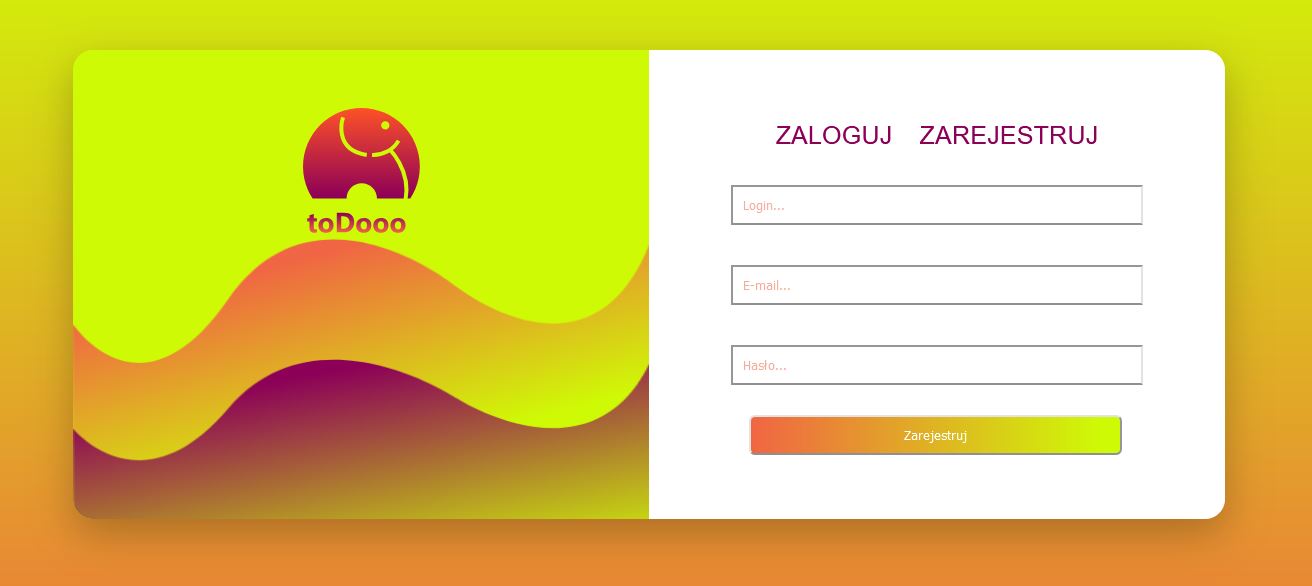 toDooo
ZALOGUJ ZAREJESTRUJ
Login...
E-mail...
Hasło...
Zarejestruj